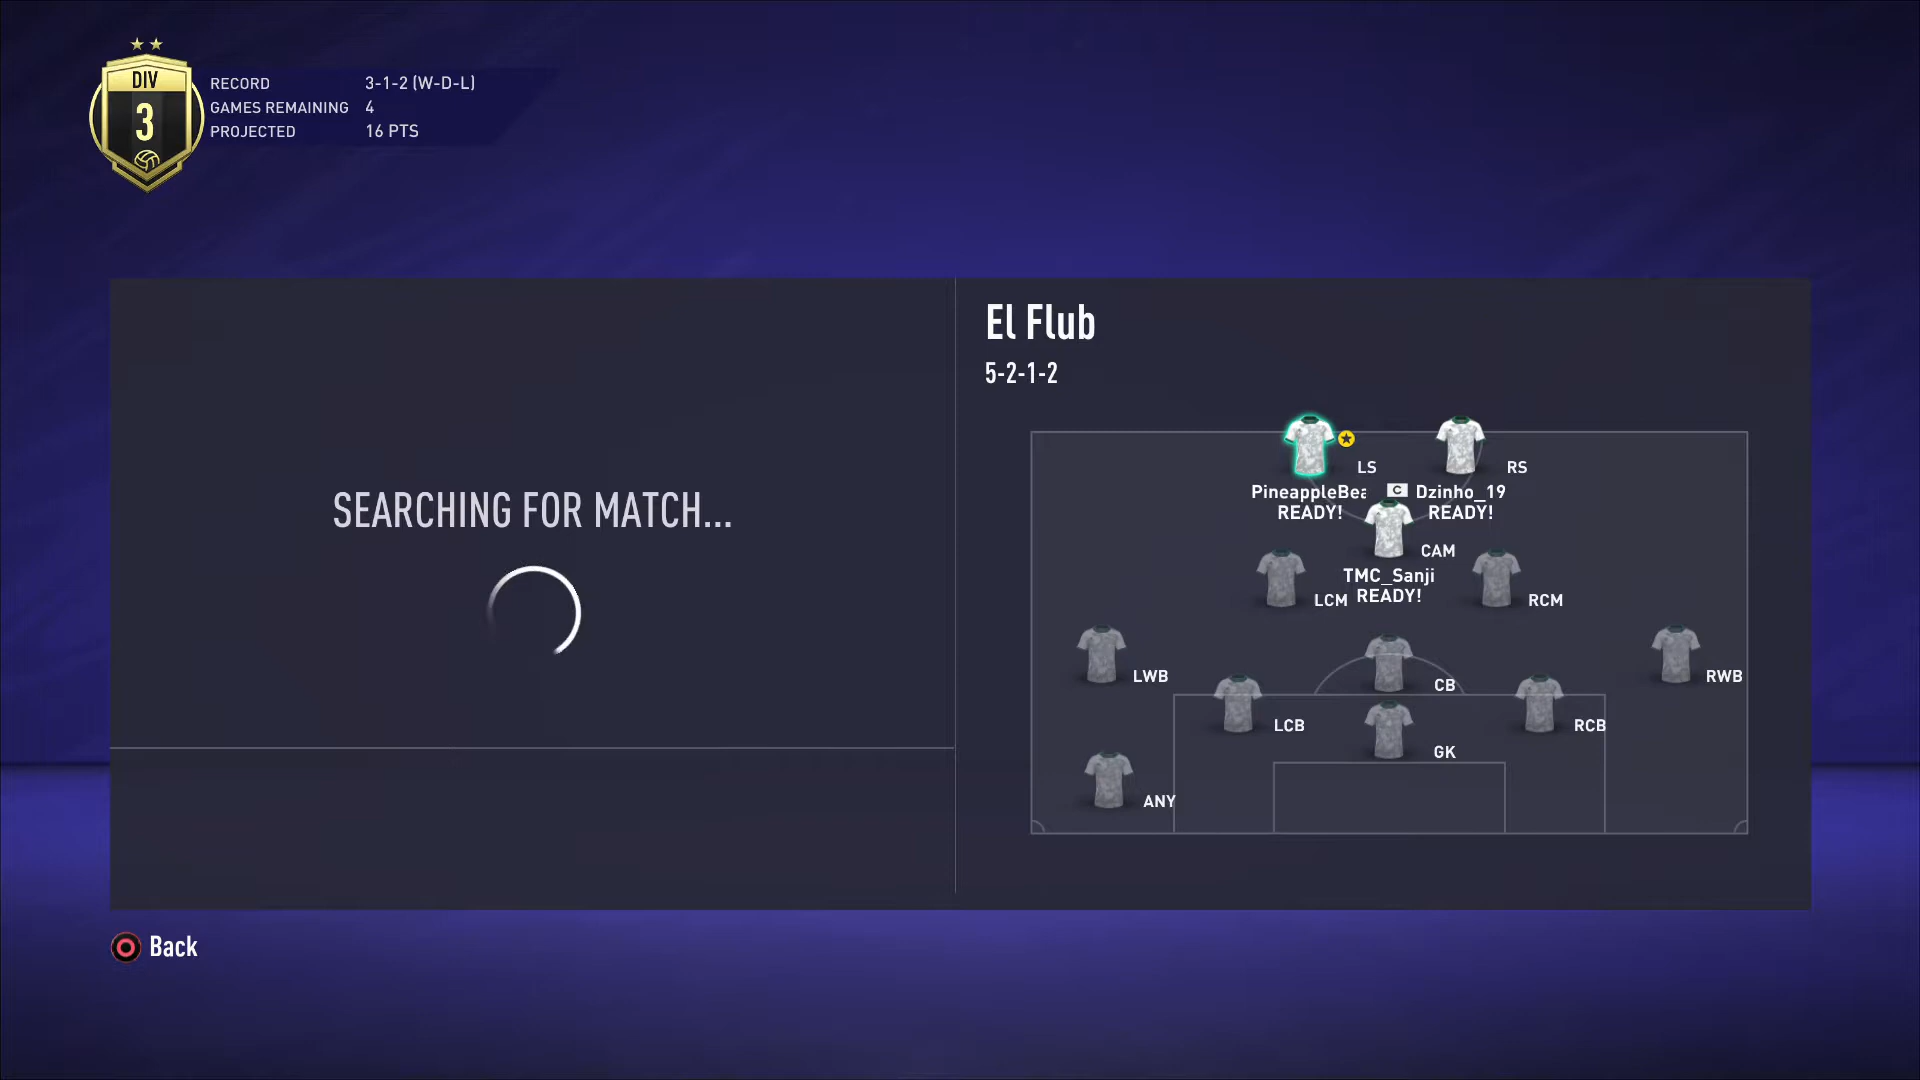 DIV
3
RECORD 3-1-2 (W-D-L)
GAMES REMAINING 4
PROJECTED 16 PTS
SEARCHING FOR MATCH...
El Flub
5-2-1-2
LS
RS
PineappleBea
READY!
C Dzinho_19
READY!
CAM
TMC_Sanji
READY!
LCM
RCM
LWB
CB
RWB
LCB
RCB
GK
ANY
Back